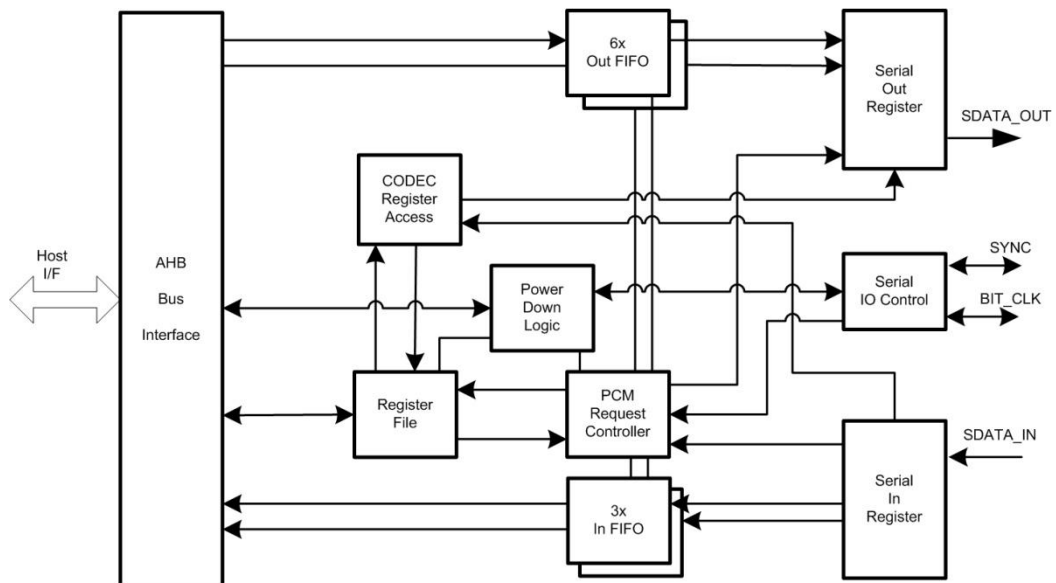 6x
Out FIFO
Serial
Out
Register
SDATA_OUT
CODEC
Register
Access
Host
I/F
AHB
Bus
Interface
Power
Down
Logic
Serial
IO Control
SYNC
BIT_CLK
Register
File
PCM
Request
Controller
SDATA_IN
Serial
In
Register
3x
In FIFO